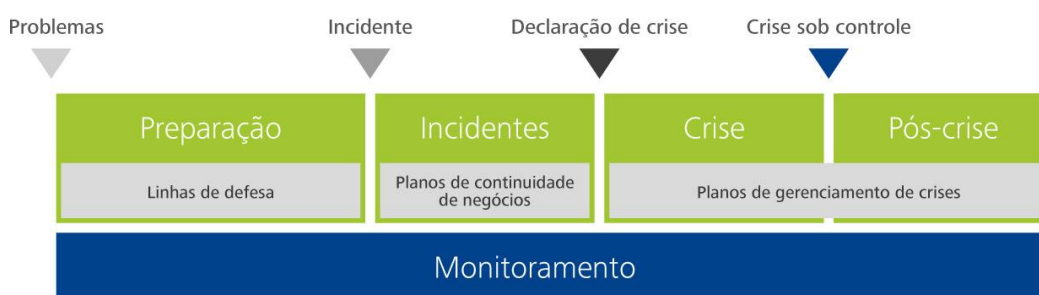 Problemas
Incidente
Declaração de crise
Crise sob controle
Preparação
Incidentes
Crise
Pós-crise
Linhas de defesa
Planos de continuidade
de negócios
Planos de gerenciamento de crises
Monitoramento